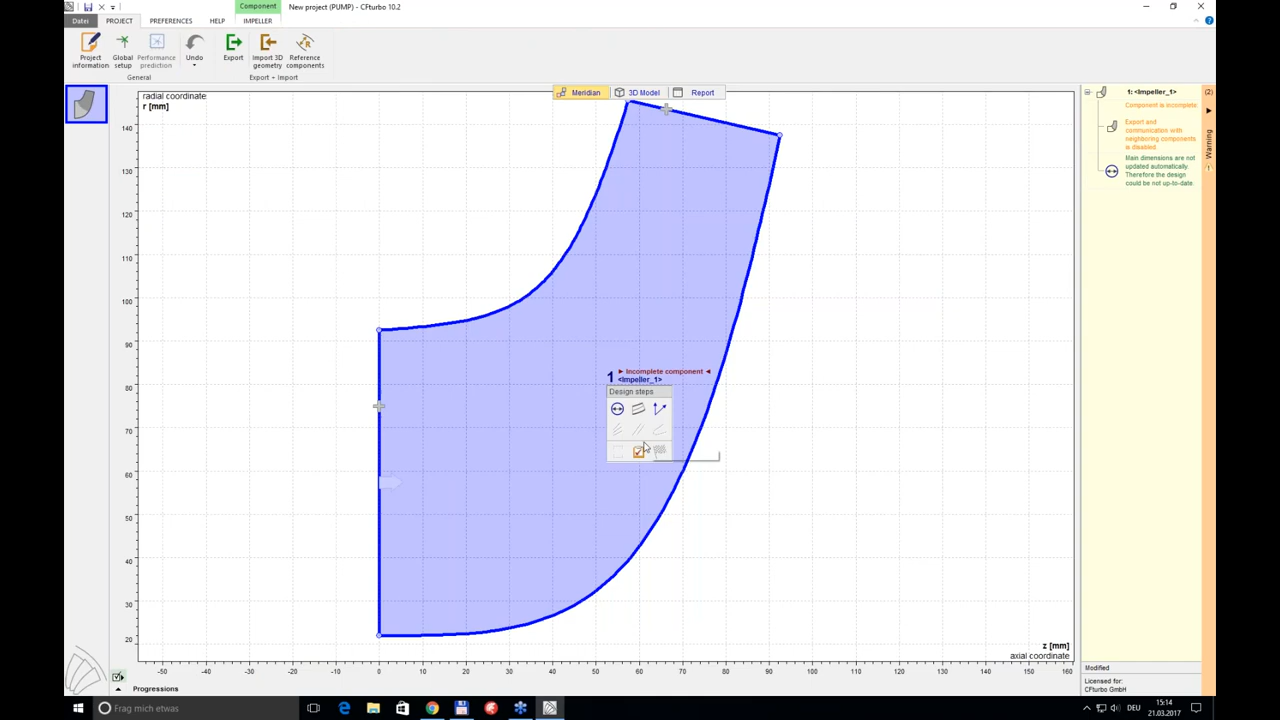 Component
New project (PUMP) - CFturbo 10.2
Datei
PROJECT
PREFERENCES
HELP
IMPELLER
Project
information
Global
setup
Performance
prediction
Undo
Export
Import 3D
geometry
Reference
components
General
Export + Import
Meridian
3D Model
Report
radial coordinate
r [mm]
140
130
120
110
100
90
80
70
60
50
40
30
20
1
► Incomplete component ◄
<Impeller_1>
Design steps
-50
-40
-30
-20
-10
0
10
20
30
40
50
60
70
80
90
100
110
120
130
140
150
160
z [mm]
axial coordinate
Progressions
1: <Impeller_1>
Component is incomplete:
Export and
communication with
neighboring components
is disabled.
Main dimensions are not
updated automatically.
Therefore the design
could be not up-to-date.
(2)
Warning
Modified
Licensed for:
CFturbo GmbH
Frag mich etwas
DEU
15:14
21.03.2017